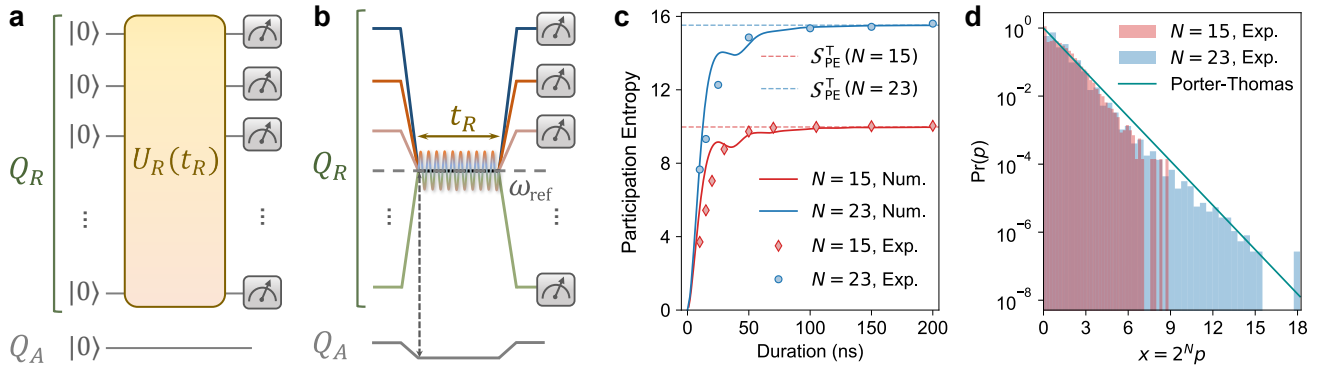 a
|0⟩
|0⟩
|0⟩
Q_R
U_R(t_R)
⋮
⋮
|0⟩
Q_A
|0⟩
b
t_R
Q_R
ω_ref
⋮
⋮
Q_A
c
Participation Entropy
16
12
8
4
0
S_PE^T(N = 15)
S_PE^T(N = 23)
N = 15, Num.
N = 23, Num.
N = 15, Exp.
N = 23, Exp.
0 50 100 150 200
Duration (ns)
d
Pr(p)
10^0
10^−2
10^−4
10^−6
10^−8
N = 15, Exp.
N = 23, Exp.
Porter-Thomas
0 3 6 9 12 15 18
x = 2^N p